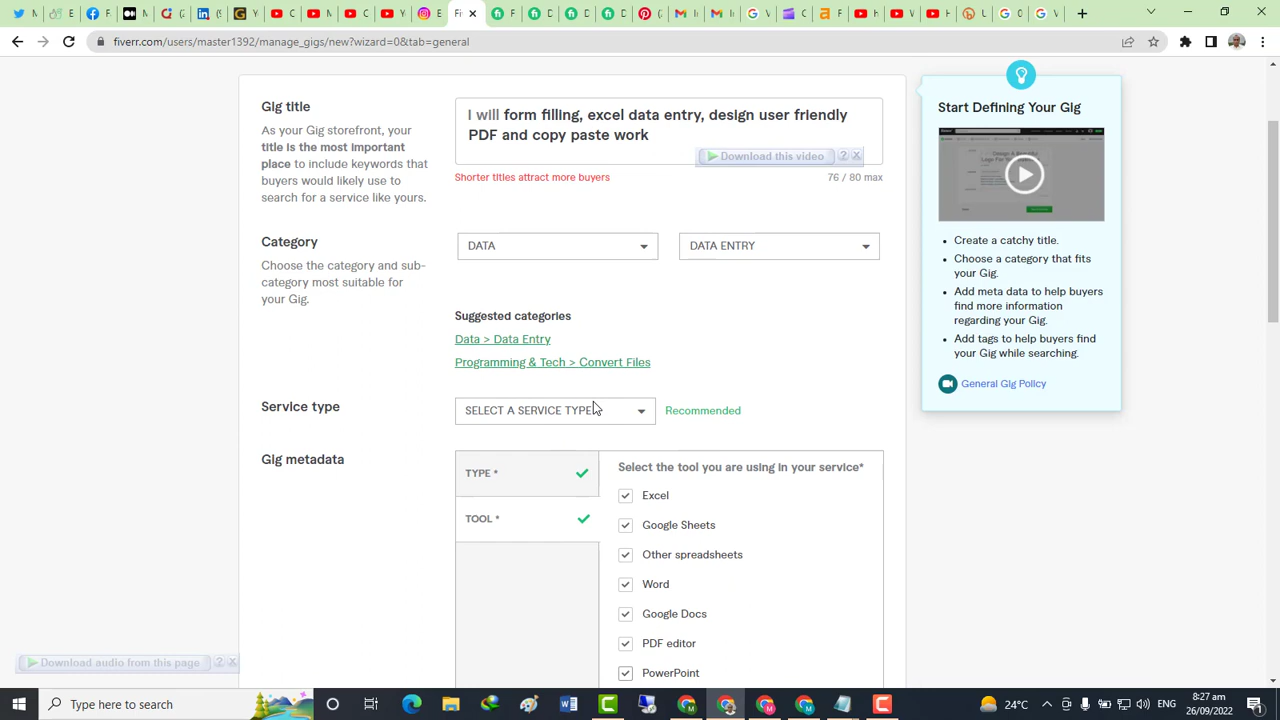 fiverr.com/users/master1392/manage_gigs/new?wizard=0&tab=general
Gig title
As your Gig storefront, your
title is the most important
place to include keywords that
buyers would likely use to
search for a service like yours.
I will form filling, excel data entry, design user friendly
PDF and copy paste work
Download this video
?
Shorter titles attract more buyers
76 / 80 max
Category
Choose the category and sub-
category most suitable for
your Gig.
DATA
DATA ENTRY
Suggested categories
Data > Data Entry
Programming & Tech > Convert Files
Service type
SELECT A SERVICE TYPE
Recommended
Gig metadata
TYPE *
TOOL *
Select the tool you are using in your service*
Excel
Google Sheets
Other spreadsheets
Word
Google Docs
PDF editor
PowerPoint
Start Defining Your Gig
Create a catchy title.
Choose a category that fits
your Gig.
Add meta data to help buyers
find more information
regarding your Gig.
Add tags to help buyers find
your Gig while searching.
General Gig Policy
Download audio from this page
?
Type here to search
24°C
ENG
8:27 am
26/09/2022